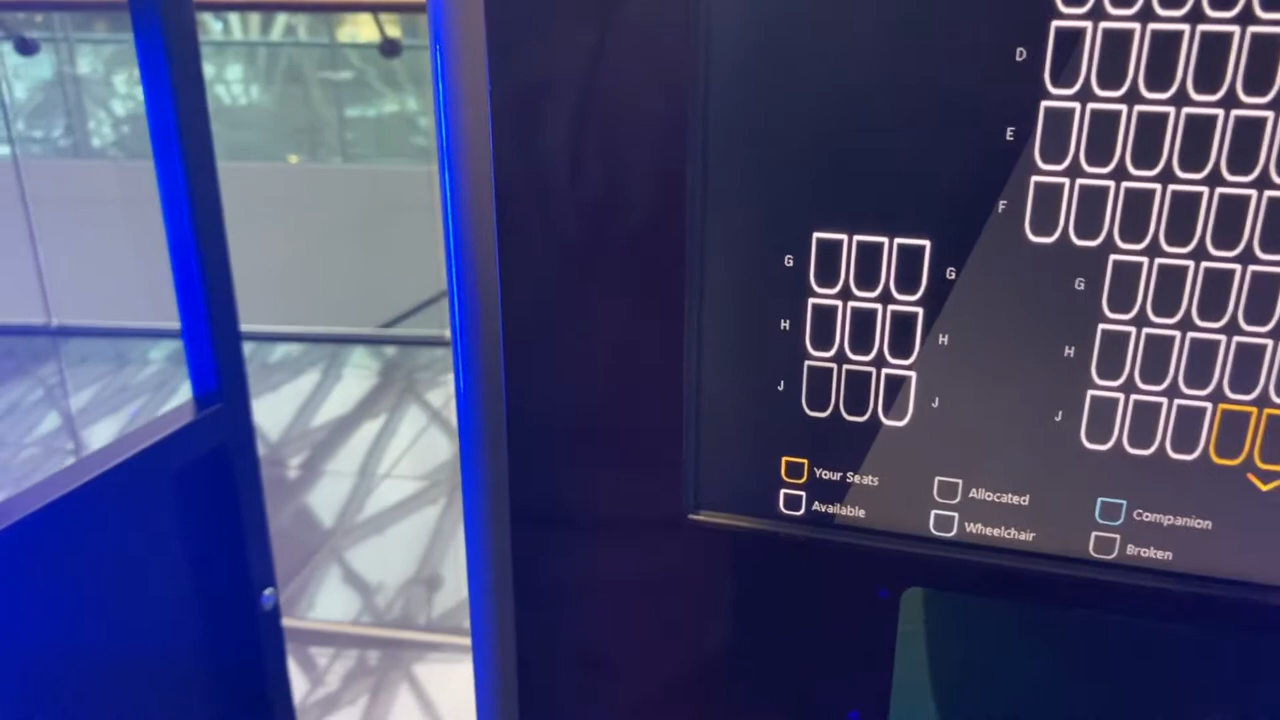 D
E
F
G G G
H H H
J J J
Your Seats Allocated Companion
Available Wheelchair Broken